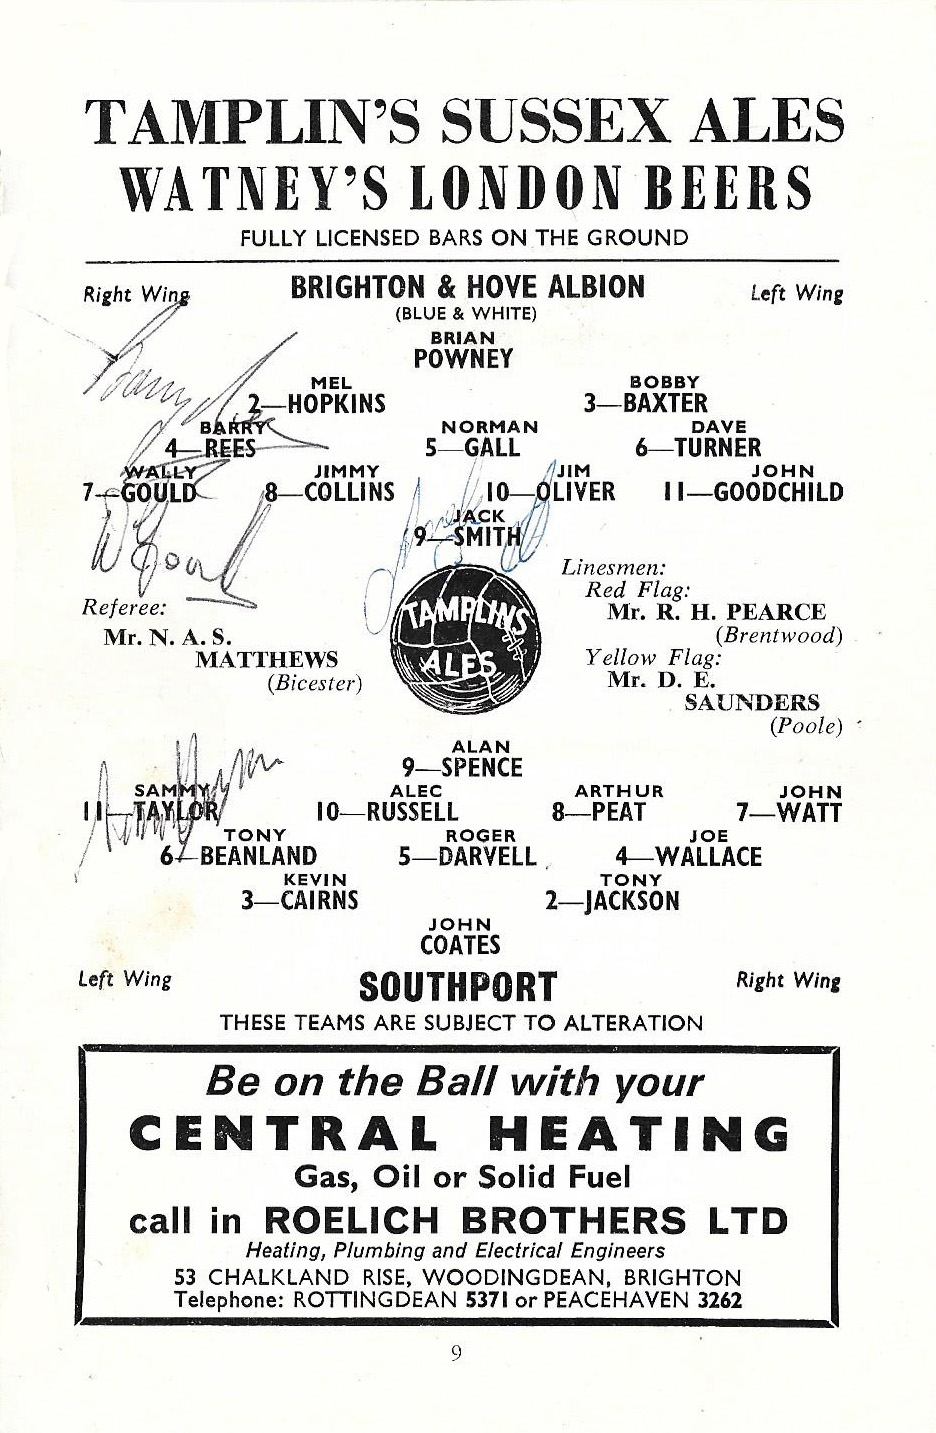 TAMPLIN'S SUSSEX ALES
WATNEY'S LONDON BEERS
FULLY LICENSED BARS ON THE GROUND
Right Wing BRIGHTON & HOVE ALBION Left Wing
(BLUE & WHITE)
BRIAN
POWNEY
MEL BOBBY
2—HOPKINS 3—BAXTER
BARRY NORMAN DAVE
4—REES 5—GALL 6—TURNER
WALLY JIMMY JIM JOHN
7—GOULD 8—COLLINS 10—OLIVER 11—GOODCHILD
JACK
9—SMITH
W Gould
Referee:
Mr. N. A. S.
MATTHEWS
(Bicester)
TAMPLINS
ALES
Linesmen:
Red Flag:
Mr. R. H. PEARCE
(Brentwood)
Yellow Flag:
Mr. D. E.
SAUNDERS
(Poole)
ALAN
9—SPENCE
SAMMY ALEC ARTHUR JOHN
11—TAYLOR 10—RUSSELL 8—PEAT 7—WATT
TONY ROGER JOE
6—BEANLAND 5—DARVELL 4—WALLACE
KEVIN TONY
3—CAIRNS 2—JACKSON
JOHN
COATES
Left Wing SOUTHPORT Right Wing
THESE TEAMS ARE SUBJECT TO ALTERATION
Be on the Ball with your
CENTRAL HEATING
Gas, Oil or Solid Fuel
call in ROELICH BROTHERS LTD
Heating, Plumbing and Electrical Engineers
53 CHALKLAND RISE, WOODINGDEAN, BRIGHTON
Telephone: ROTTINGDEAN 5371 or PEACEHAVEN 3262
9